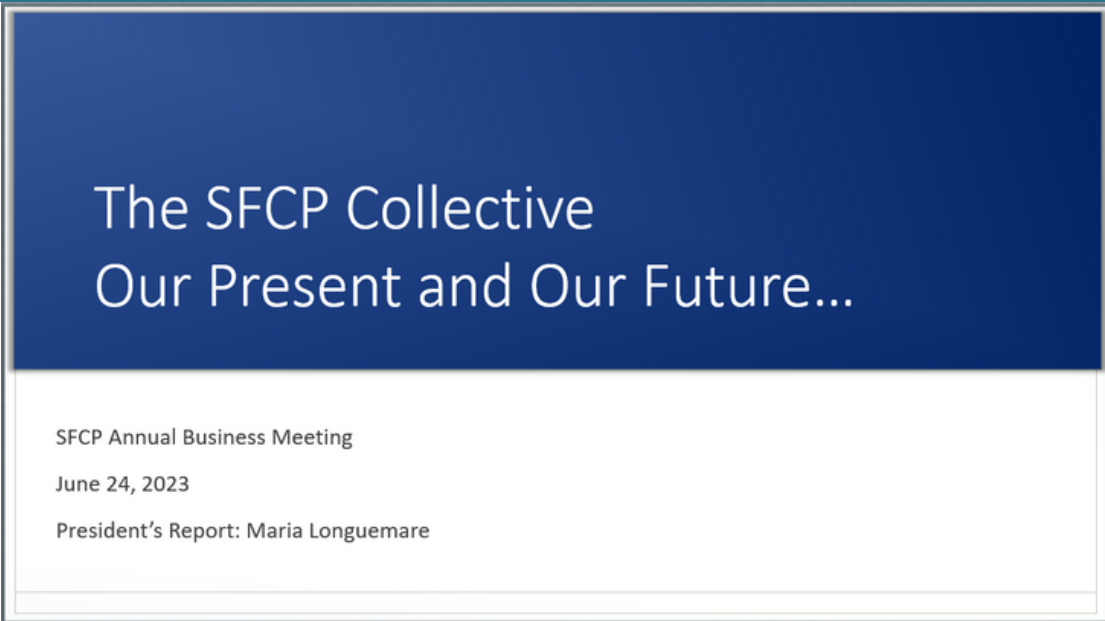 The SFCP Collective
Our Present and Our Future…
SFCP Annual Business Meeting
June 24, 2023
President’s Report: Maria Longuemare